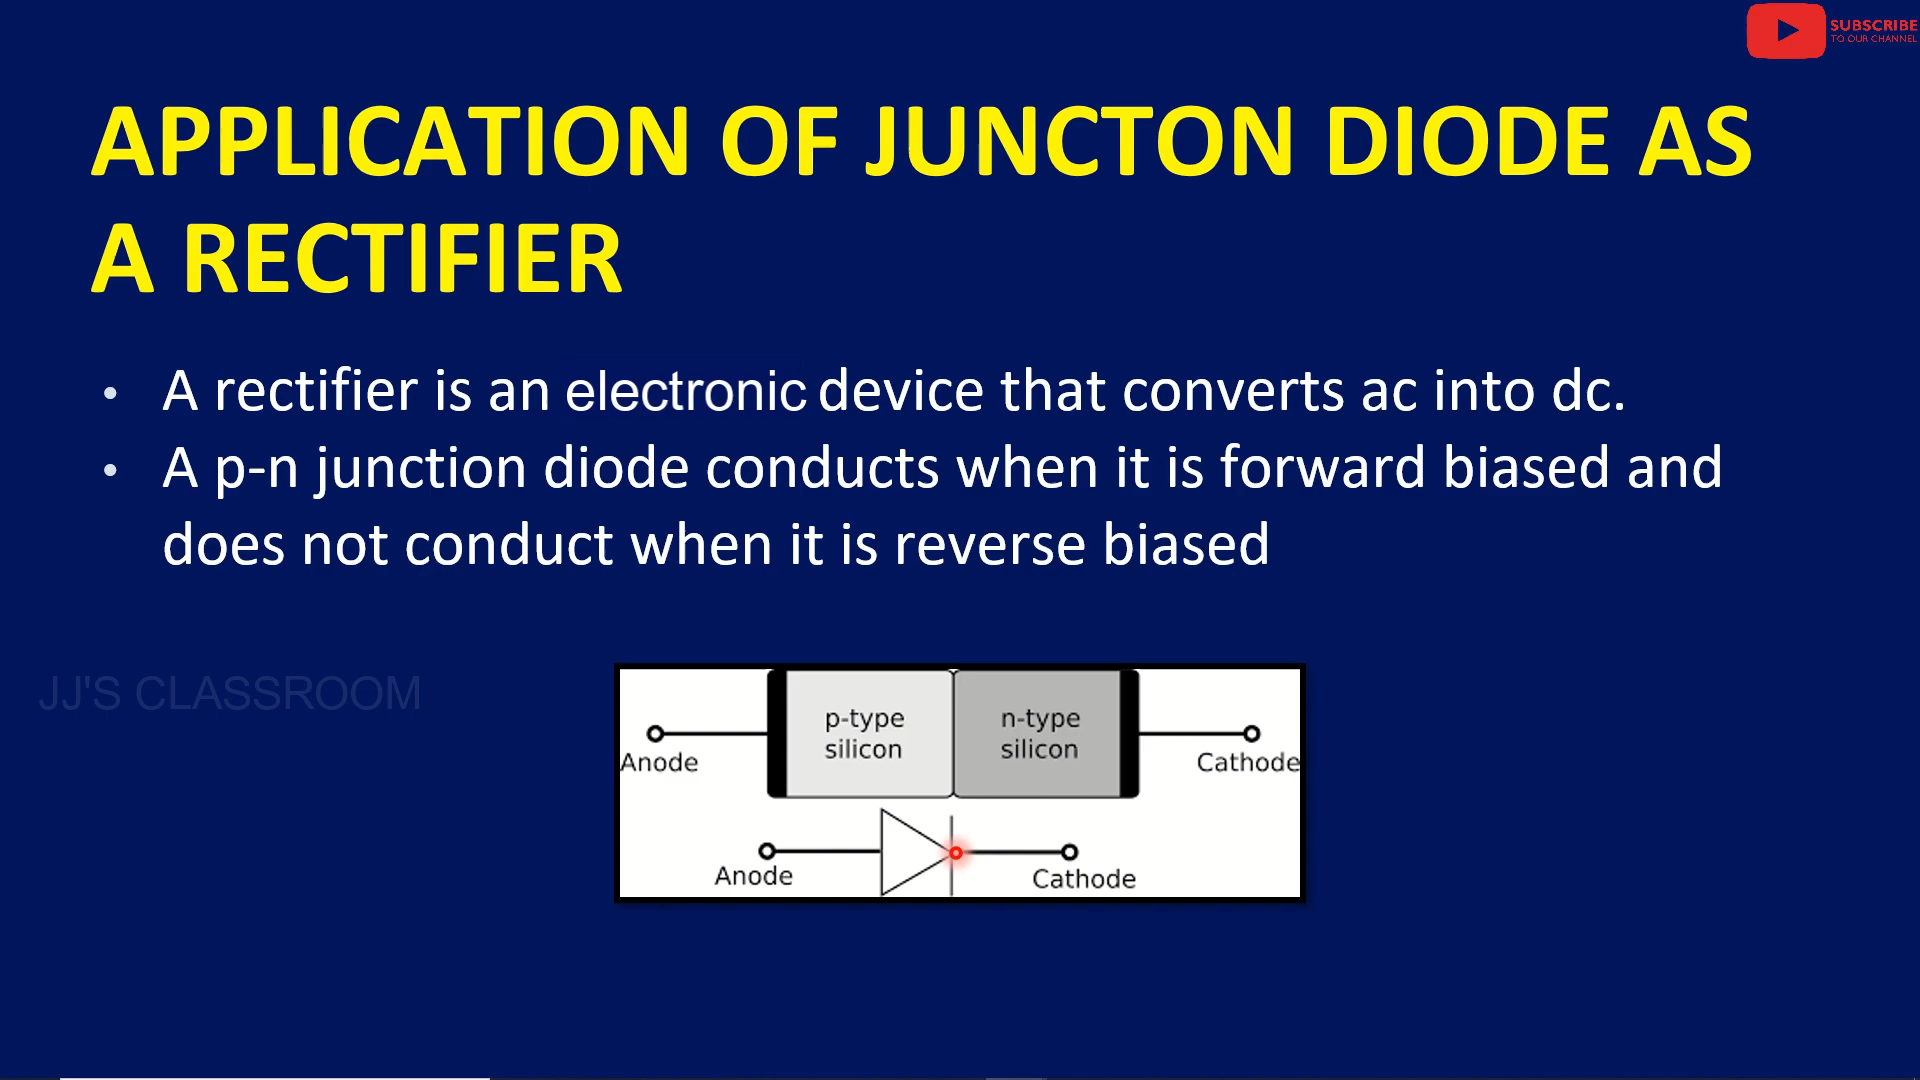 SUBSCRIBE
TO OUR CHANNEL
APPLICATION OF JUNCTON DIODE AS
A RECTIFIER
• A rectifier is an electronic device that converts ac into dc.
• A p-n junction diode conducts when it is forward biased and
does not conduct when it is reverse biased
JJ'S CLASSROOM
p-type
silicon
n-type
silicon
Anode
Cathode
Anode
Cathode